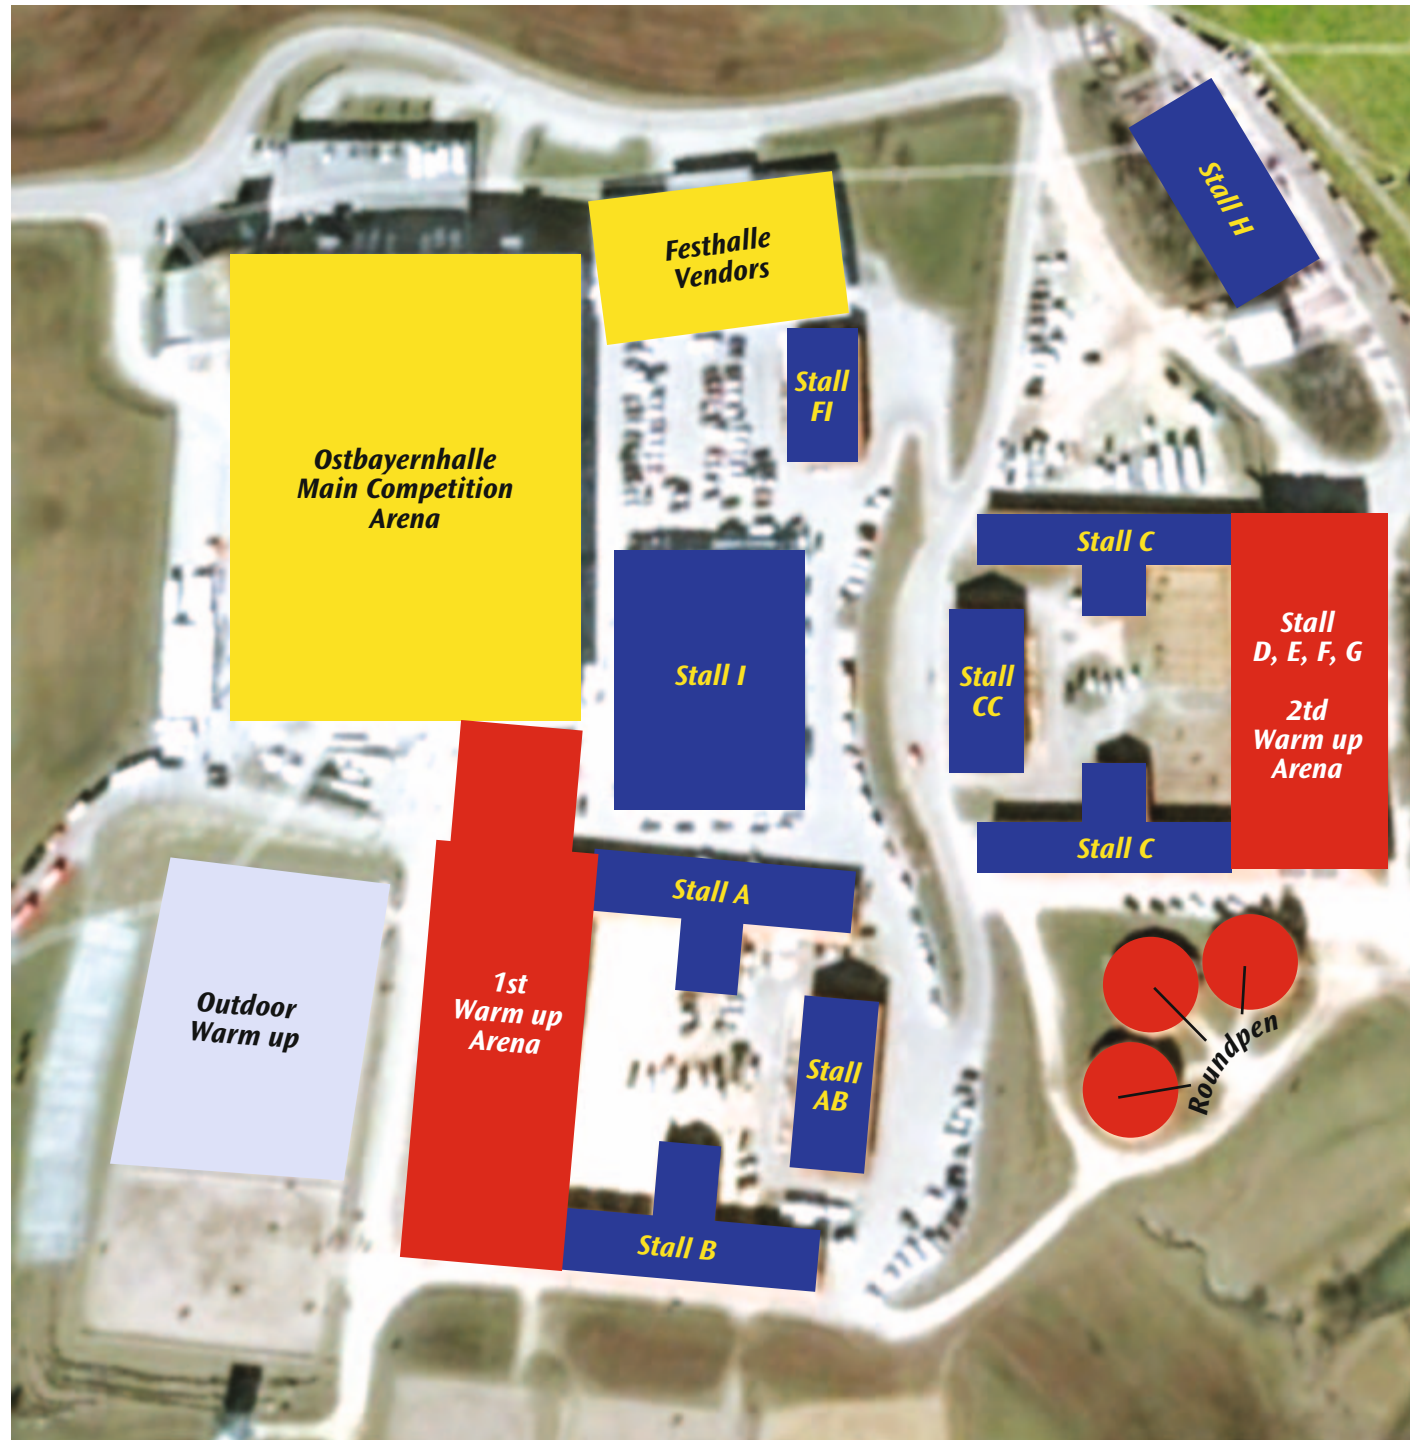 Stall H
Festhalle
Vendors
Stall
FI
Ostbayernhalle
Main Competition
Arena
Stall C
Stall
D, E, F, G
2td
Warm up
Arena
Stall I
Stall
CC
Stall C
Stall A
1st
Warm up
Arena
Outdoor
Warm up
Stall
AB
Roundpen
Stall B